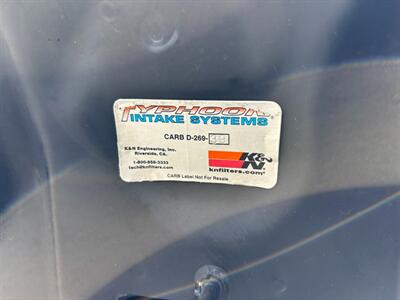 TYPHOON
INTAKE SYSTEMS
CARB D-269-
K&N Engineering, Inc.
Riverside, CA.
1-800-858-3333
tech@knfilters.com
K&N
knfilters.com
CARB Label Not For Resale